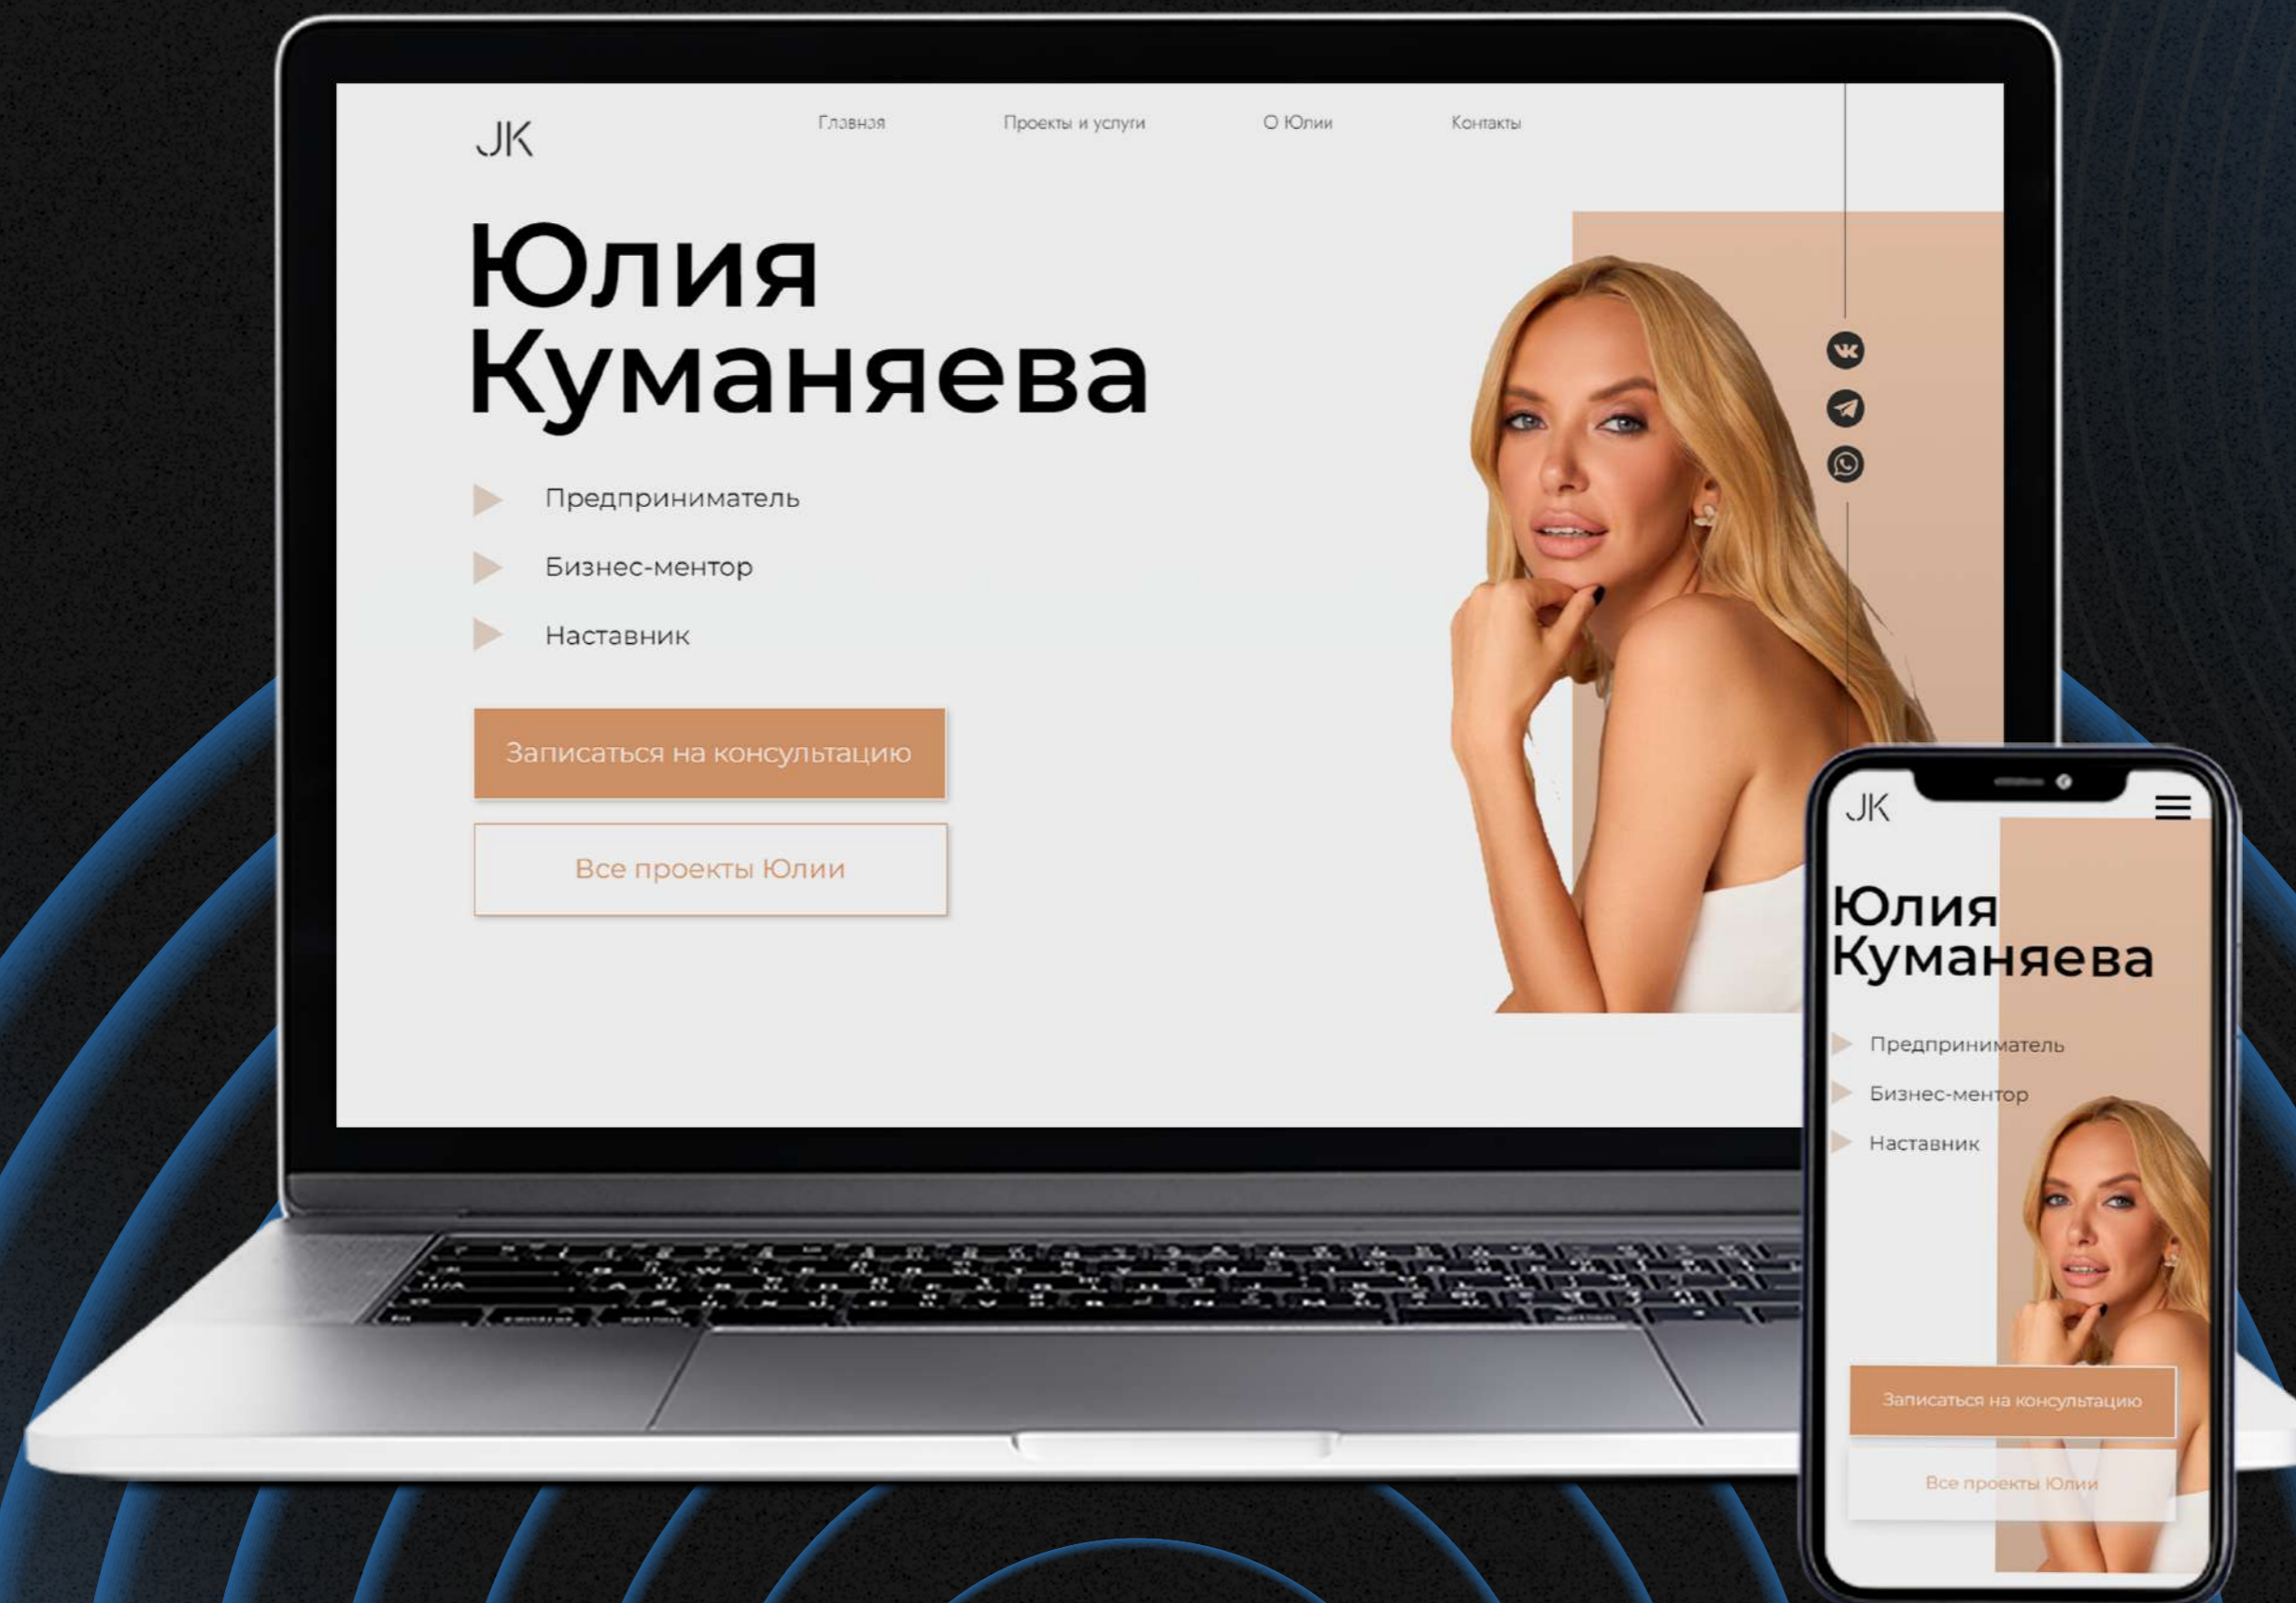 JK
Главная
Проекты и услуги
О Юлии
Контакты
Юлия
Куманяева
Предприниматель
Бизнес-ментор
Наставник
Записаться на консультацию
Все проекты Юлии
JK
Юлия
Куманяева
Предприниматель
Бизнес-ментор
Наставник
Записаться на консультацию
Все проекты Юлии